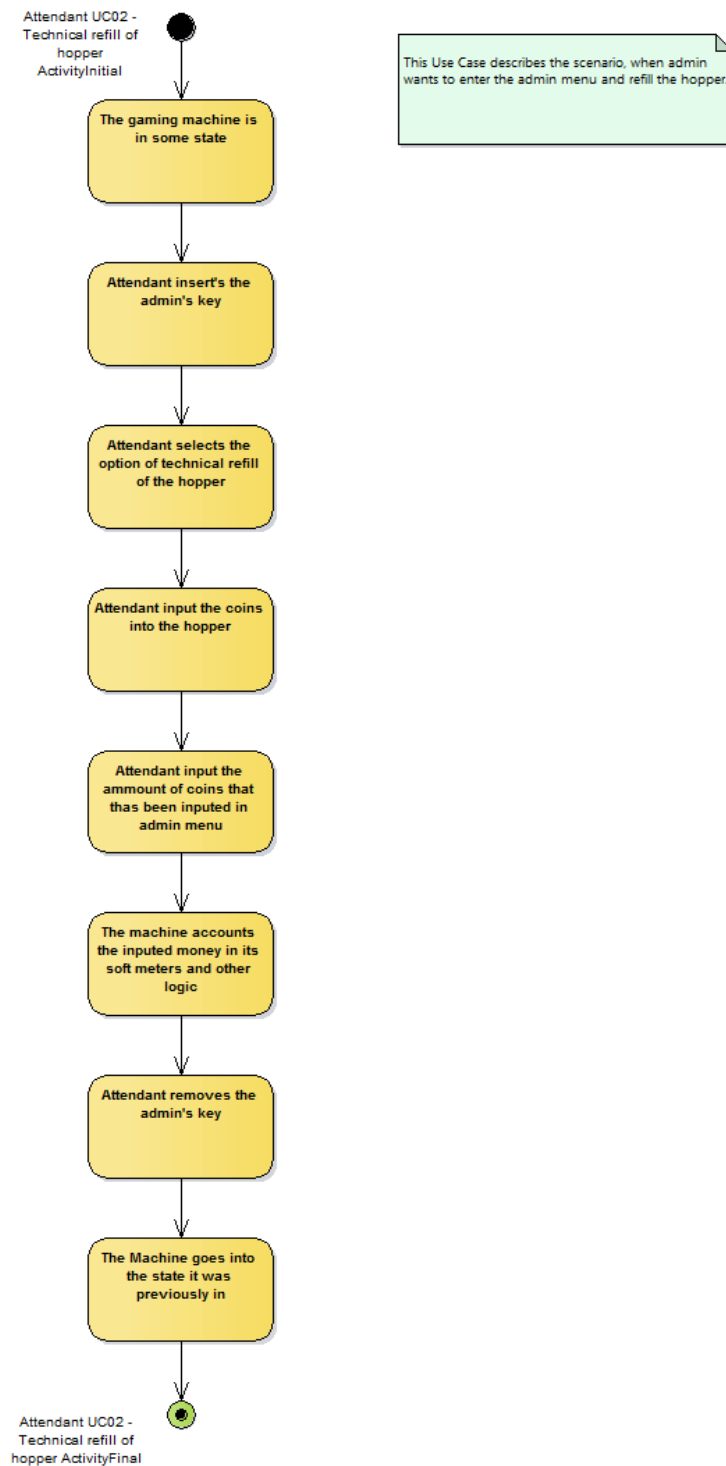 Attendant UC02 -
Technical refill of
hopper
ActivityInitial
This Use Case describes the scenario, when admin
wants to enter the admin menu and refill the hopper.
The gaming machine is
in some state
Attendant insert's the
admin's key
Attendant selects the
option of technical refill
of the hopper
Attendant input the coins
into the hopper
Attendant input the
ammount of coins that
thas been inputed in
admin menu
The machine accounts
the inputed money in its
soft meters and other
logic
Attendant removes the
admin's key
The Machine goes into
the state it was
previously in
Attendant UC02 -
Technical refill of
hopper ActivityFinal